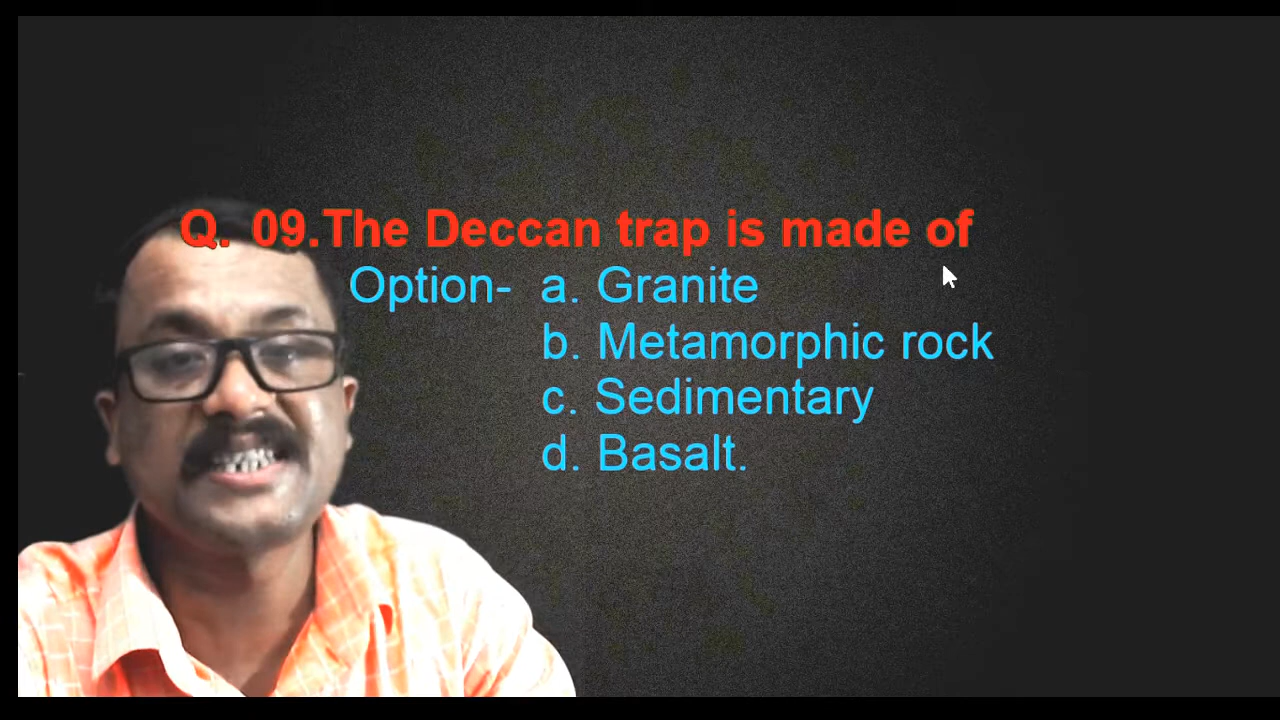 Q. 09.The Deccan trap is made of
Option- a. Granite
b. Metamorphic rock
c. Sedimentary
d. Basalt.